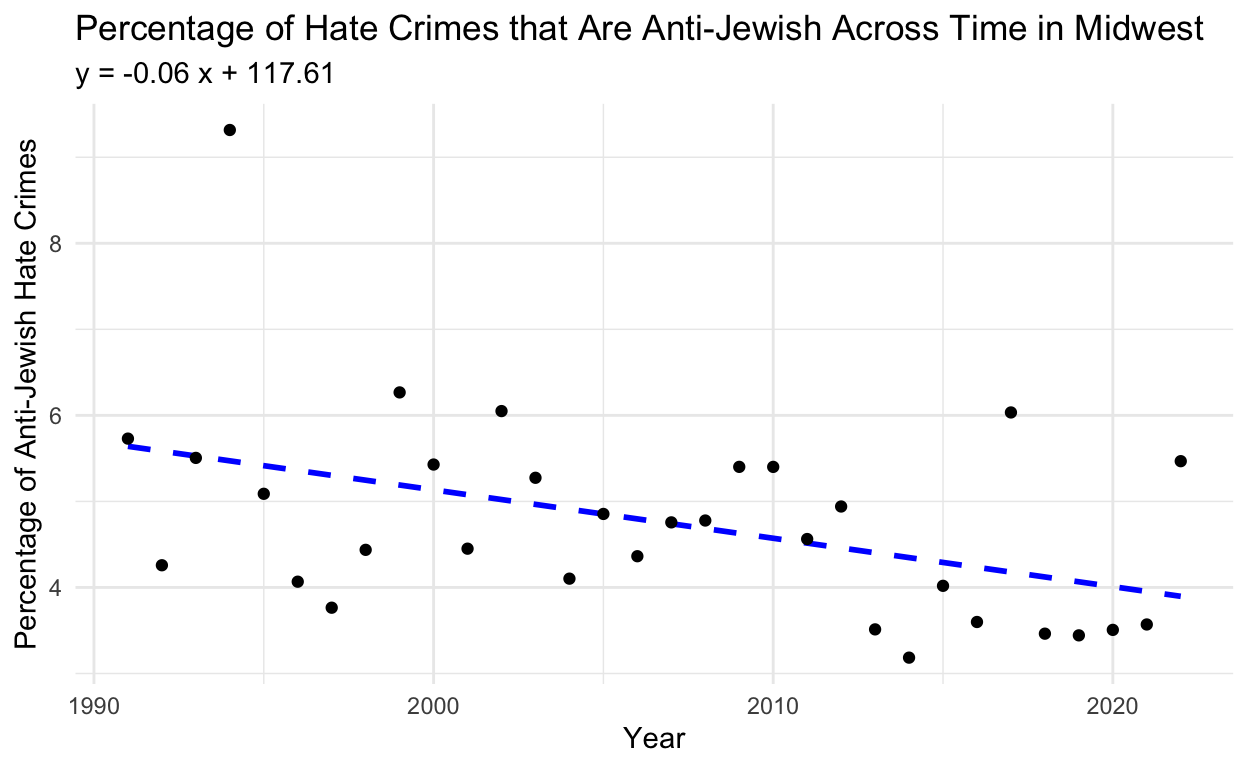 Percentage of Hate Crimes that Are Anti-Jewish Across Time in Midwest
y = -0.06 x + 117.61
Percentage of Anti-Jewish Hate Crimes
8
6
4
1990 2000 2010 2020
Year